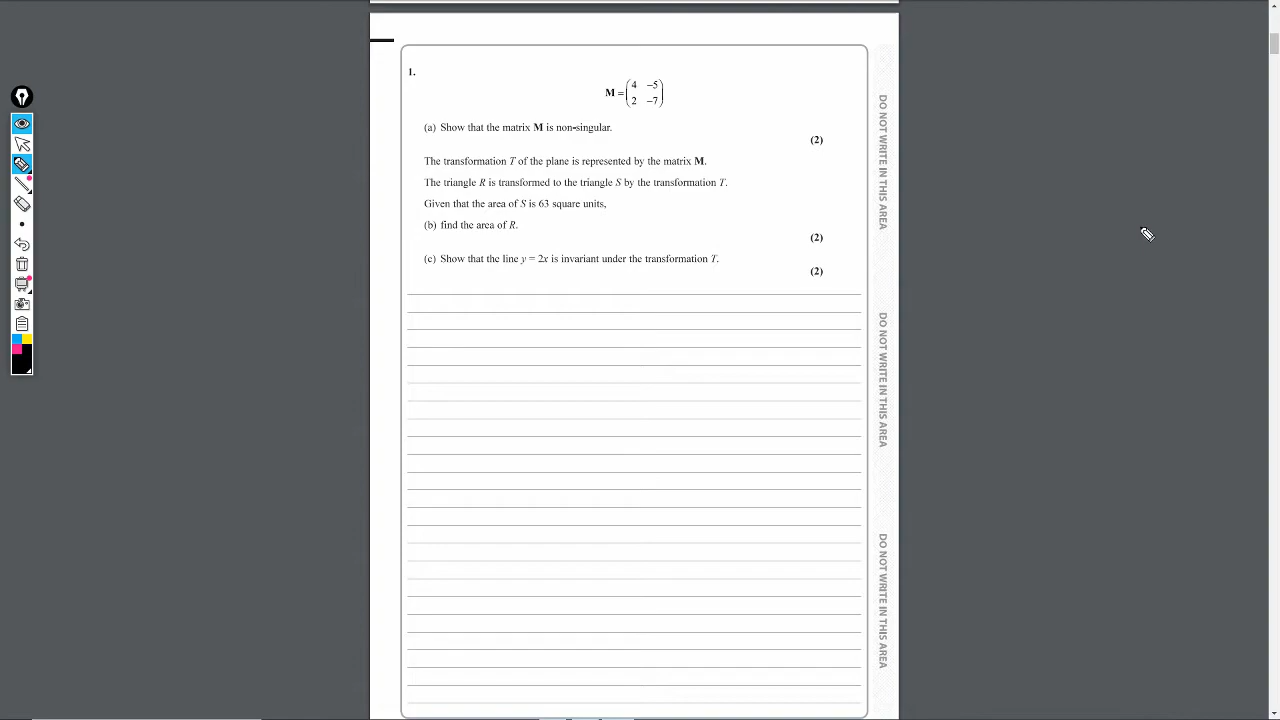 1.
M = ( 4 −5
2 −7 )
(a) Show that the matrix M is non-singular.
(2)
The transformation T of the plane is represented by the matrix M.
The triangle R is transformed to the triangle by the transformation T.
Given that the area of S is 63 square units,
(b) find the area of R.
(2)
(c) Show that the line y = 2x is invariant under the transformation T.
(2)
DO NOT WRITE IN THIS AREA
DO NOT WRITE IN THIS AREA
DO NOT WRITE IN THIS AREA